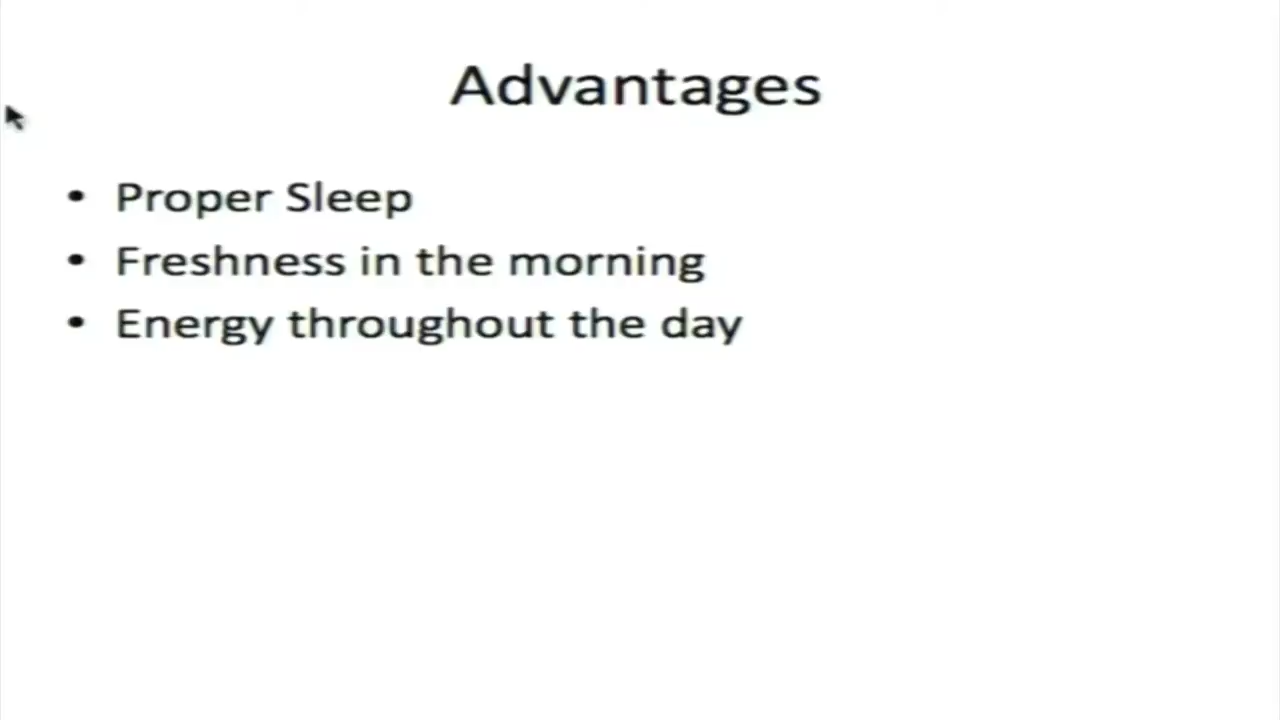 Advantages
• Proper Sleep
• Freshness in the morning
• Energy throughout the day